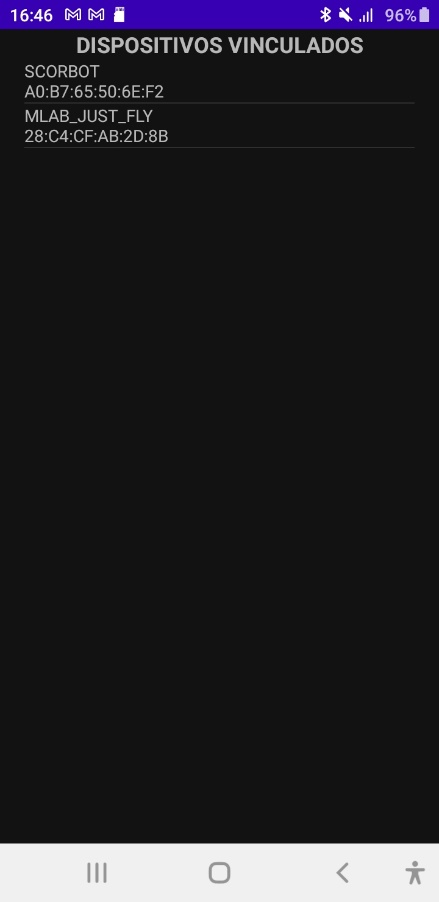 16:46
96%
DISPOSITIVOS VINCULADOS
SCORBOT
A0:B7:65:50:6E:F2
MLAB_JUST_FLY
28:C4:CF:AB:2D:8B